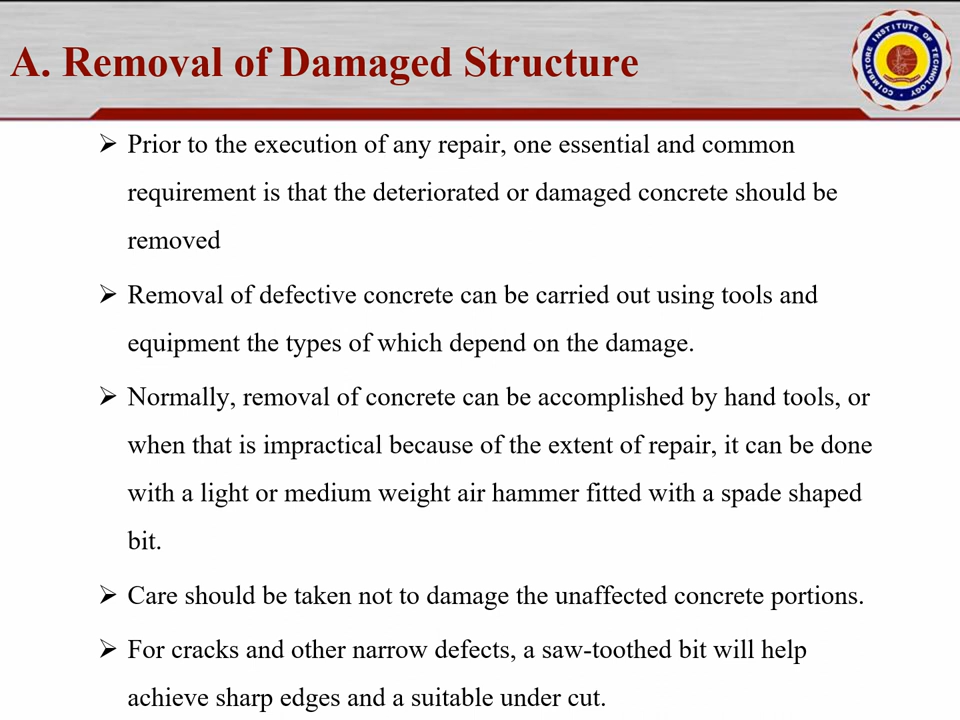 A. Removal of Damaged Structure
COIMBATORE INSTITUTE OF TECHNOLOGY
➢ Prior to the execution of any repair, one essential and common
requirement is that the deteriorated or damaged concrete should be
removed
➢ Removal of defective concrete can be carried out using tools and
equipment the types of which depend on the damage.
➢ Normally, removal of concrete can be accomplished by hand tools, or
when that is impractical because of the extent of repair, it can be done
with a light or medium weight air hammer fitted with a spade shaped
bit.
➢ Care should be taken not to damage the unaffected concrete portions.
➢ For cracks and other narrow defects, a saw-toothed bit will help
achieve sharp edges and a suitable under cut.